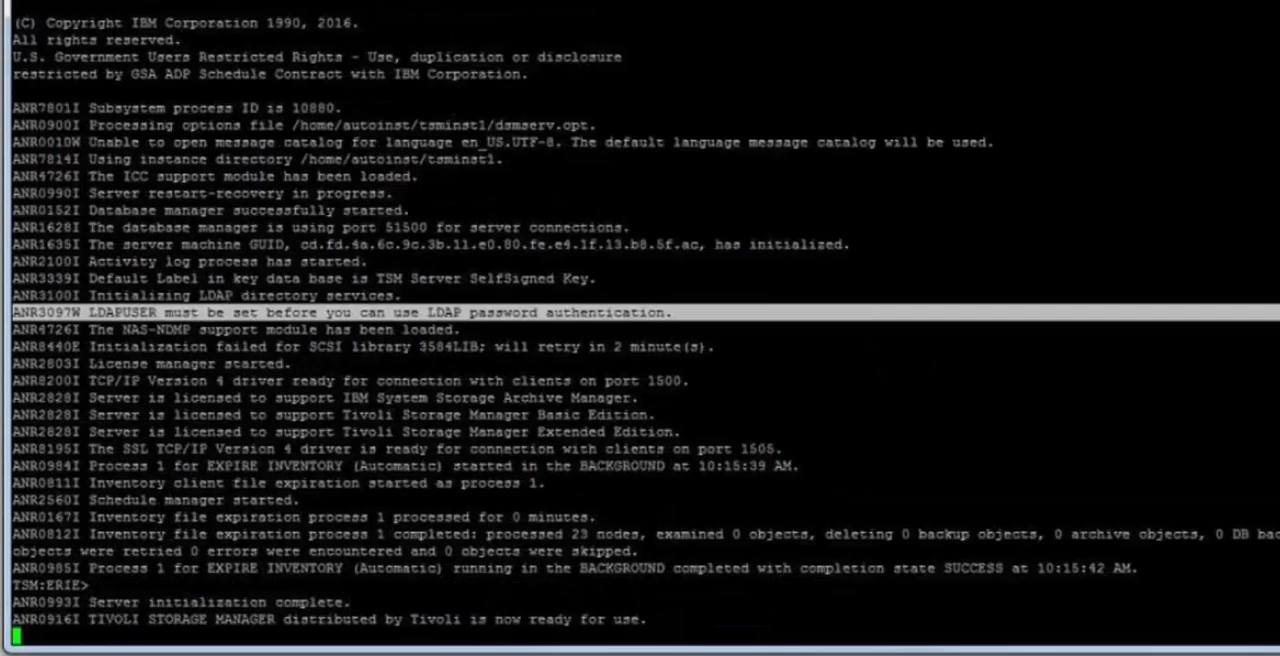 (C) Copyright IBM Corporation 1990, 2016.
All rights reserved.
U.S. Government Users Restricted Rights - Use, duplication or disclosure
restricted by GSA ADP Schedule Contract with IBM Corporation.
ANR7801I Subsystem process ID is 10880.
ANR0900I Processing options file /home/autoinst/tsminst1/dsmserv.opt.
ANR0010W Unable to open message catalog for language en_US.UTF-8. The default language message catalog will be used.
ANR7814I Using instance directory /home/autoinst/tsminst1.
ANR4726I The ICC support module has been loaded.
ANR0990I Server restart-recovery in progress.
ANR0152I Database manager successfully started.
ANR1628I The database manager is using port 51500 for server connections.
ANR1635I The server machine GUID, cd.fd.4a.6c.9c.3b.11.e0.80.fe.e4.1f.13.b8.5f.ac, has initialized.
ANR2100I Activity log process has started.
ANR3339I Default Label in key data base is TSM Server SelfSigned Key.
ANR3100I Initializing LDAP directory services.
ANR3097W LDAPUSER must be set before you can use LDAP password authentication.
ANR4726I The NAS-NDMP support module has been loaded.
ANR8440E Initialization failed for SCSI library 3584LIB; will retry in 2 minute(s).
ANR2803I License manager started.
ANR8200I TCP/IP Version 4 driver ready for connection with clients on port 1500.
ANR2828I Server is licensed to support IBM System Storage Archive Manager.
ANR2828I Server is licensed to support Tivoli Storage Manager Basic Edition.
ANR2828I Server is licensed to support Tivoli Storage Manager Extended Edition.
ANR8195I The SSL TCP/IP Version 4 driver is ready for connection with clients on port 1505.
ANR0984I Process 1 for EXPIRE INVENTORY (Automatic) started in the BACKGROUND at 10:15:39 AM.
ANR0811I Inventory client file expiration started as process 1.
ANR2560I Schedule manager started.
ANR0167I Inventory file expiration process 1 processed for 0 minutes.
ANR0812I Inventory file expiration process 1 completed: processed 23 nodes, examined 0 objects, deleting 0 backup objects, 0 archive objects, 0 DB bac
objects were retried 0 errors were encountered and 0 objects were skipped.
ANR0985I Process 1 for EXPIRE INVENTORY (Automatic) running in the BACKGROUND completed with completion state SUCCESS at 10:15:42 AM.
TSM:ERIE>
ANR0993I Server initialization complete.
ANR0916I TIVOLI STORAGE MANAGER distributed by Tivoli is now ready for use.